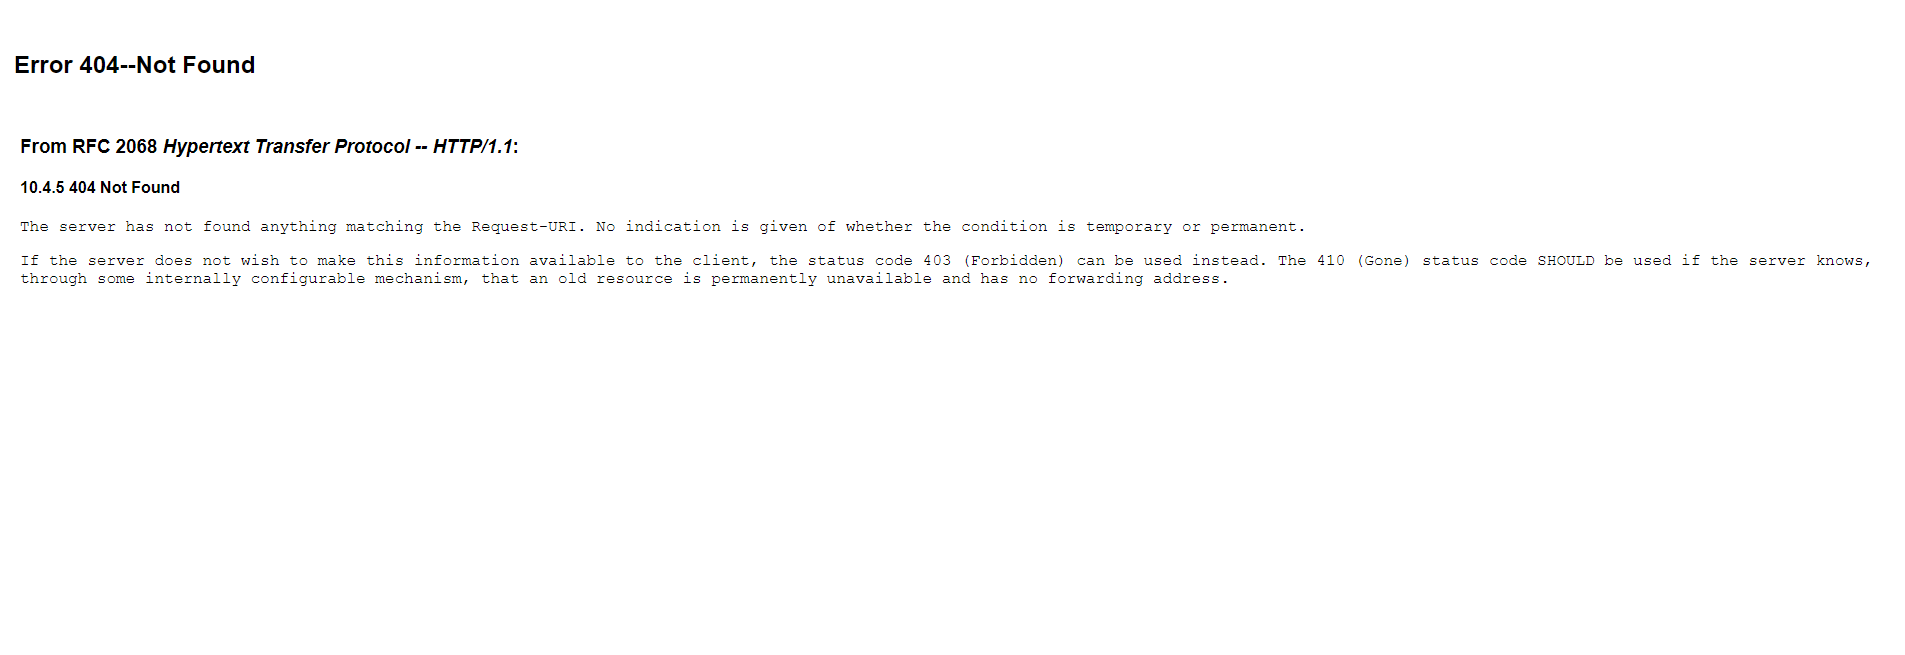 Error 404--Not Found
From RFC 2068 Hypertext Transfer Protocol -- HTTP/1.1:
10.4.5 404 Not Found
The server has not found anything matching the Request-URI. No indication is given of whether the condition is temporary or permanent.
If the server does not wish to make this information available to the client, the status code 403 (Forbidden) can be used instead. The 410 (Gone) status code SHOULD be used if the server knows,
through some internally configurable mechanism, that an old resource is permanently unavailable and has no forwarding address.